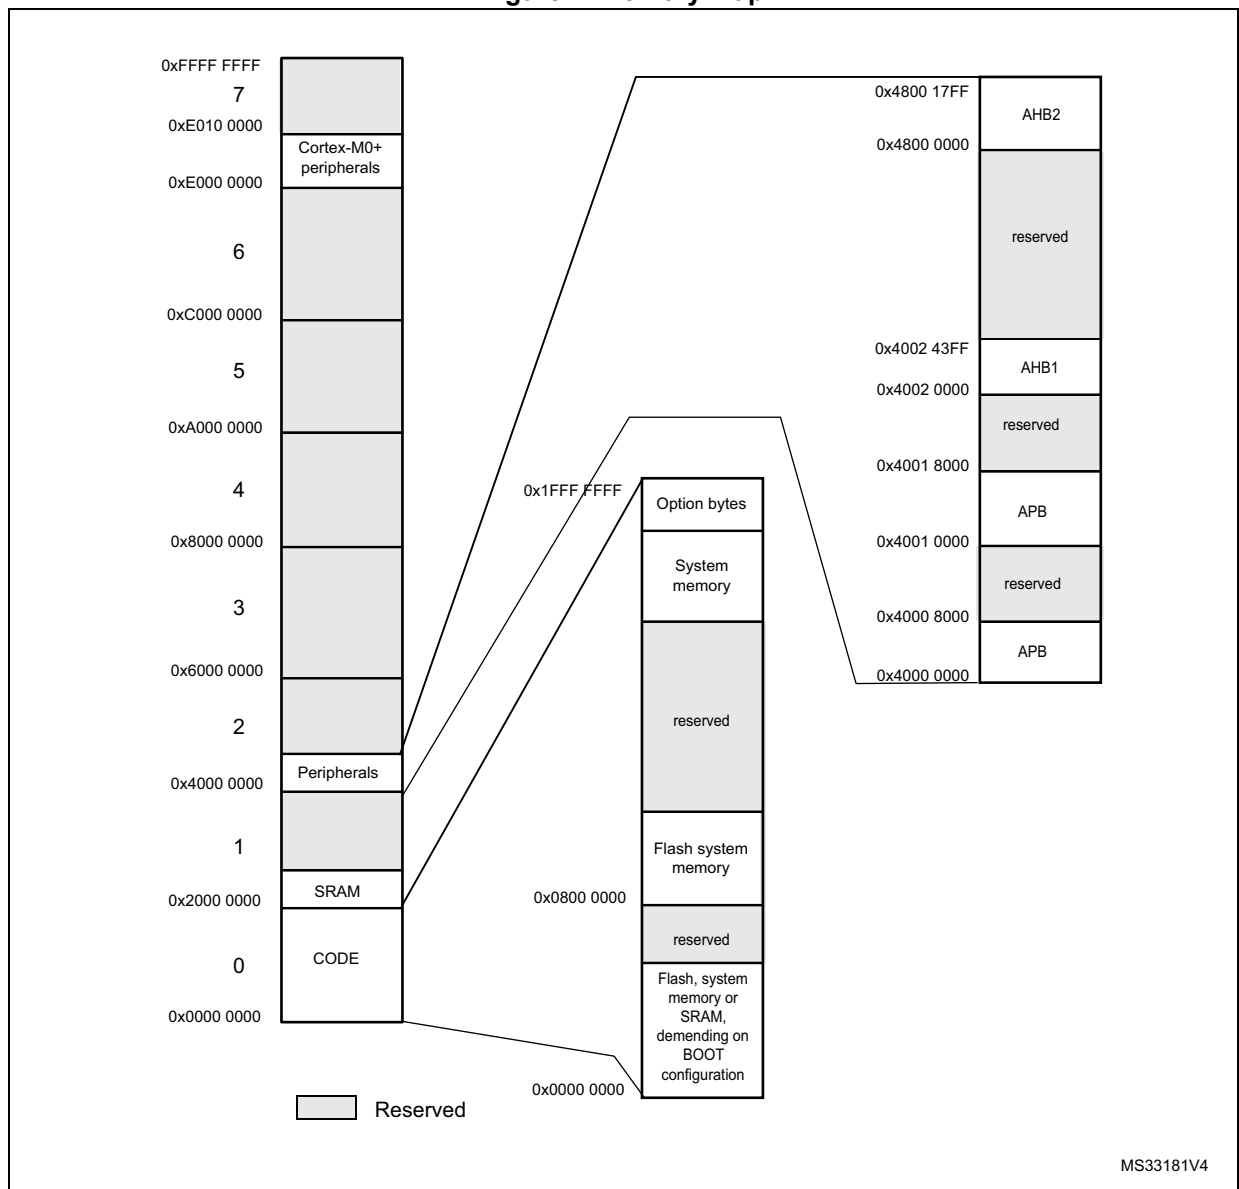 0xFFFF FFFF
7
0xE010 0000
Cortex-M0+
peripherals
0xE000 0000
6
0xC000 0000
5
0xA000 0000
4
0x8000 0000
3
0x6000 0000
2
Peripherals
0x4000 0000
1
SRAM
0x2000 0000
CODE
0
0x0000 0000
0x1FFF FFFF
Option bytes
System
memory
reserved
Flash system
memory
0x0800 0000
reserved
Flash, system
memory or
SRAM,
demending on
BOOT
configuration
0x0000 0000
0x4800 17FF
AHB2
0x4800 0000
reserved
0x4002 43FF
AHB1
0x4002 0000
reserved
0x4001 8000
APB
0x4001 0000
reserved
0x4000 8000
APB
0x4000 0000
Reserved
MS33181V4